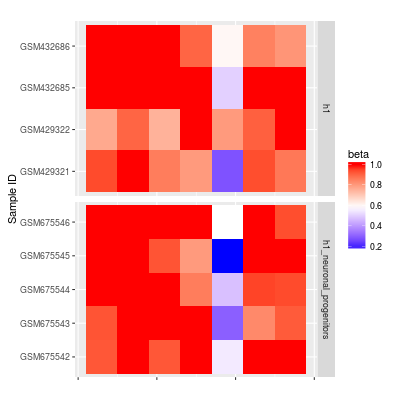 GSM432686
GSM432685
GSM429322
GSM429321
h1
GSM675546
GSM675545
GSM675544
GSM675543
GSM675542
h1_neuronal_progenitors
Sample ID
beta
1.0
0.8
0.6
0.4
0.2